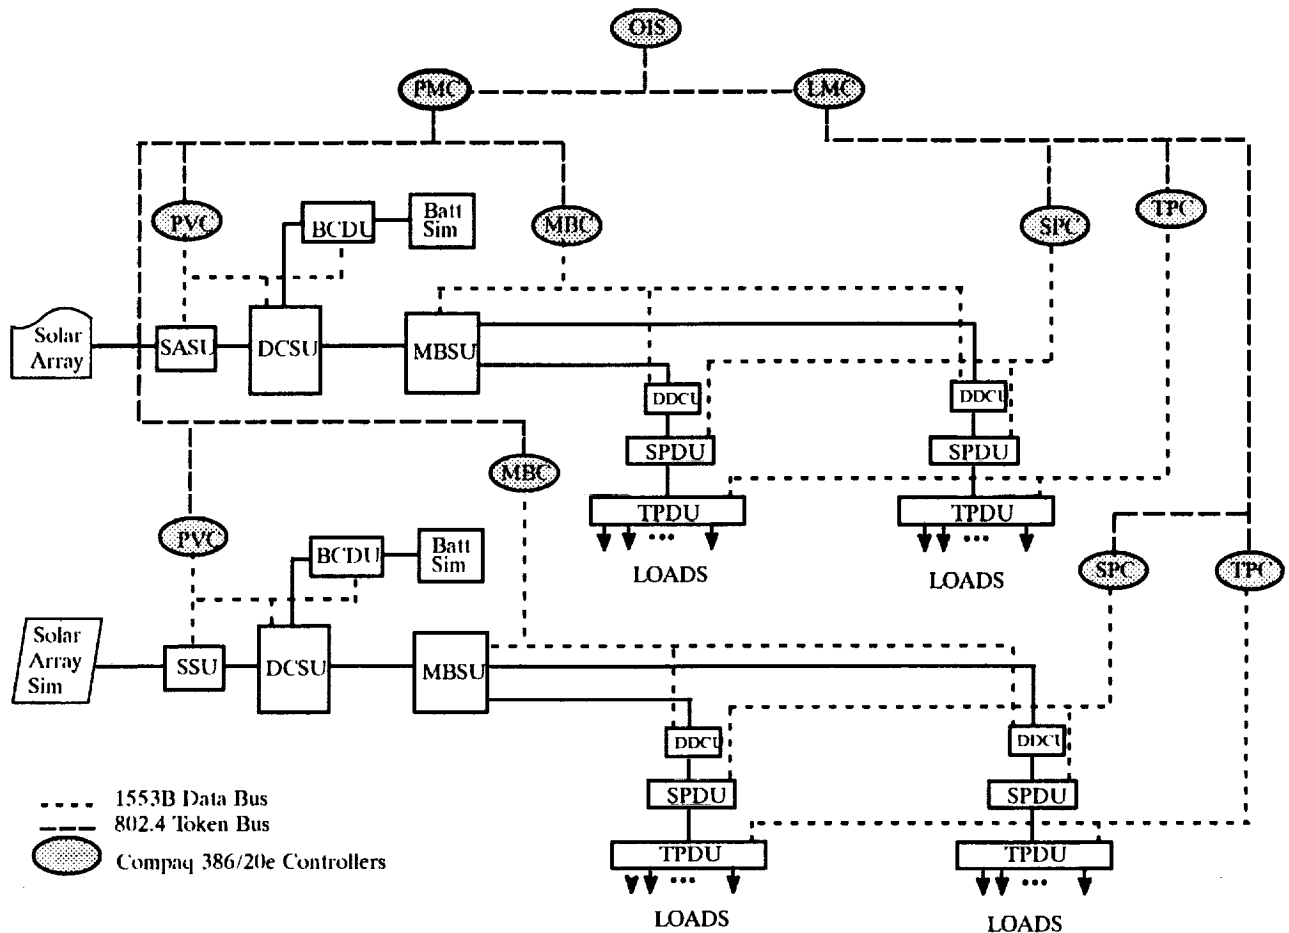 OIS
PMC
LMC
PVC
BCDU
Batt
Sim
MBC
SPC
TPC
Solar
Array
SASU
DCSU
MBSU
DDCU
DDCU
SPDU
SPDU
MBC
TPDU
TPDU
...
...
LOADS
LOADS
PVC
BCDU
Batt
Sim
SPC
TPC
Solar
Array
Sim
SSU
DCSU
MBSU
DDCU
DDCU
SPDU
SPDU
1553B Data Bus
802.4 Token Bus
Compaq 386/20e Controllers
TPDU
TPDU
...
...
LOADS
LOADS